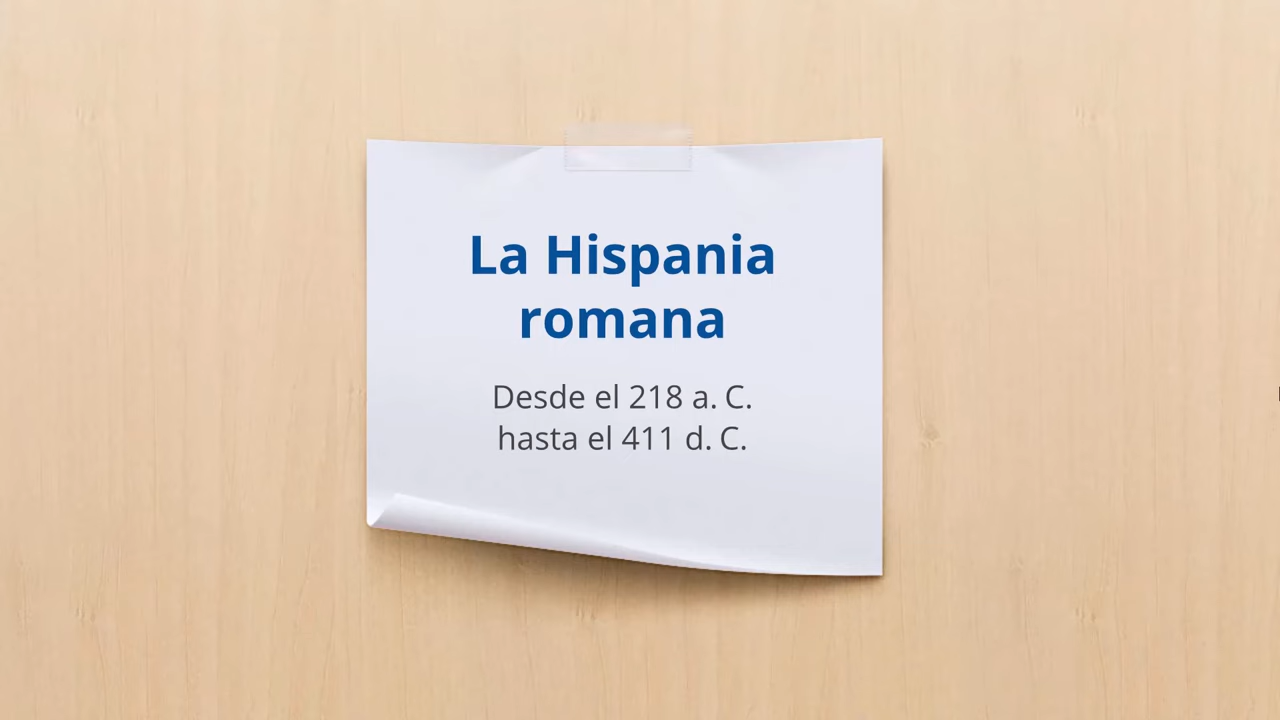 La Hispania
romana
Desde el 218 a. C.
hasta el 411 d. C.